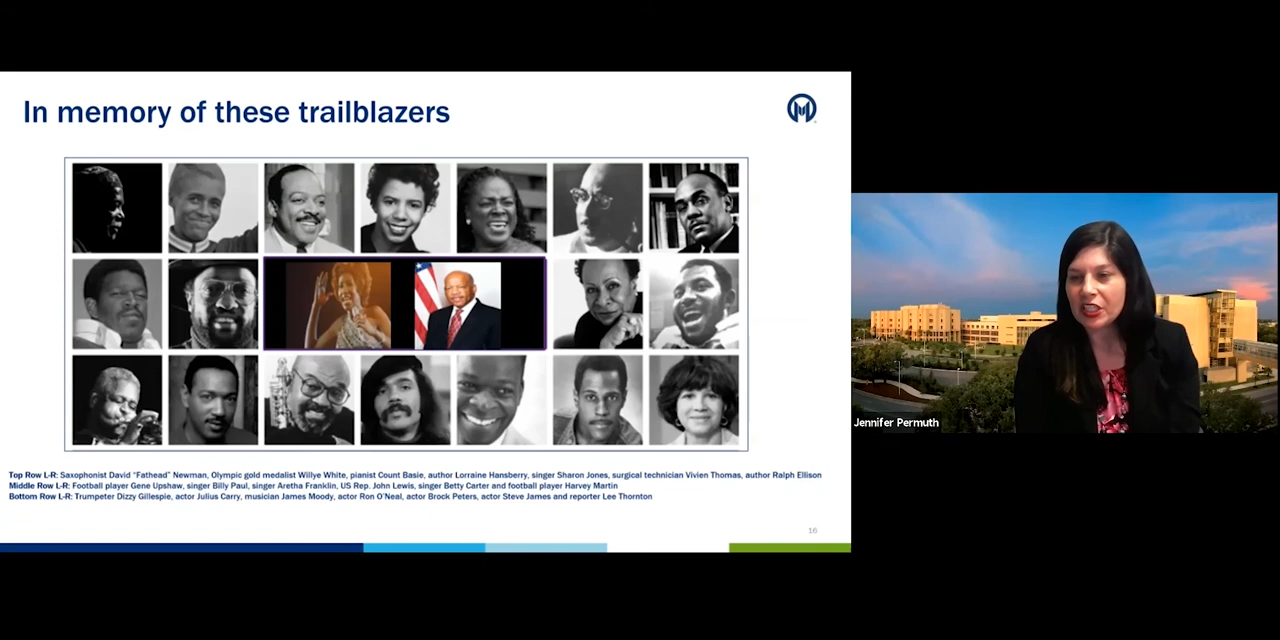 In memory of these trailblazers
Top Row L-R: Saxophonist David "Fathead" Newman, Olympic gold medalist Willye White, pianist Count Basie, author Lorraine Hansberry, singer Sharon Jones, surgical technician Vivien Thomas, author Ralph Ellison
Middle Row L-R: Football player Gene Upshaw, singer Billy Paul, singer Aretha Franklin, US Rep. John Lewis, singer Betty Carter and football player Harvey Martin
Bottom Row L-R: Trumpeter Dizzy Gillespie, actor Julius Carry, musician James Moody, actor Ron O'Neal, actor Brock Peters, actor Steve James and reporter Lee Thornton
16
Jennifer Permuth